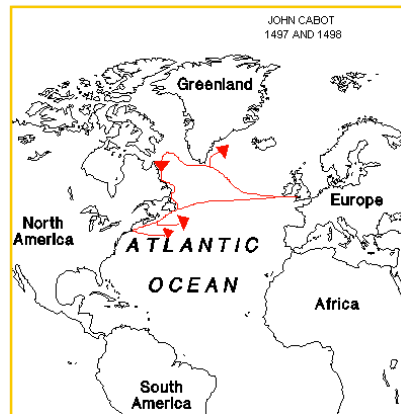 JOHN CABOT
1497 AND 1498
Greenland
Europe
North
America
ATLANTIC
OCEAN
Africa
South
America